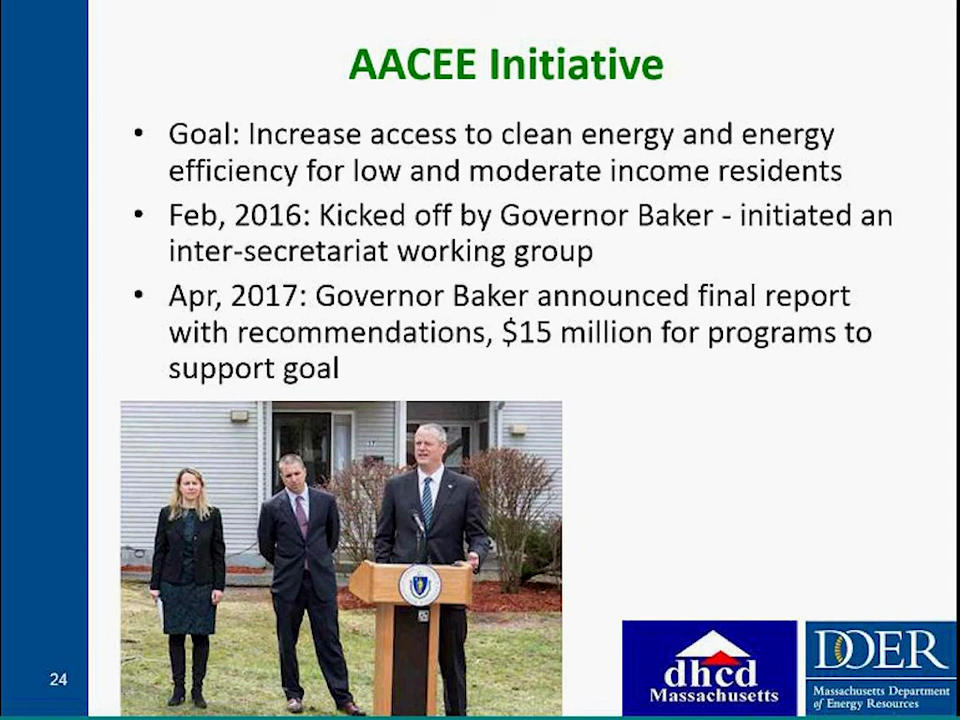 AACEE Initiative
• Goal: Increase access to clean energy and energy
efficiency for low and moderate income residents
• Feb, 2016: Kicked off by Governor Baker - initiated an
inter-secretariat working group
• Apr, 2017: Governor Baker announced final report
with recommendations, $15 million for programs to
support goal
24
dhcd
Massachusetts
DOER
Massachusetts Department
of Energy Resources